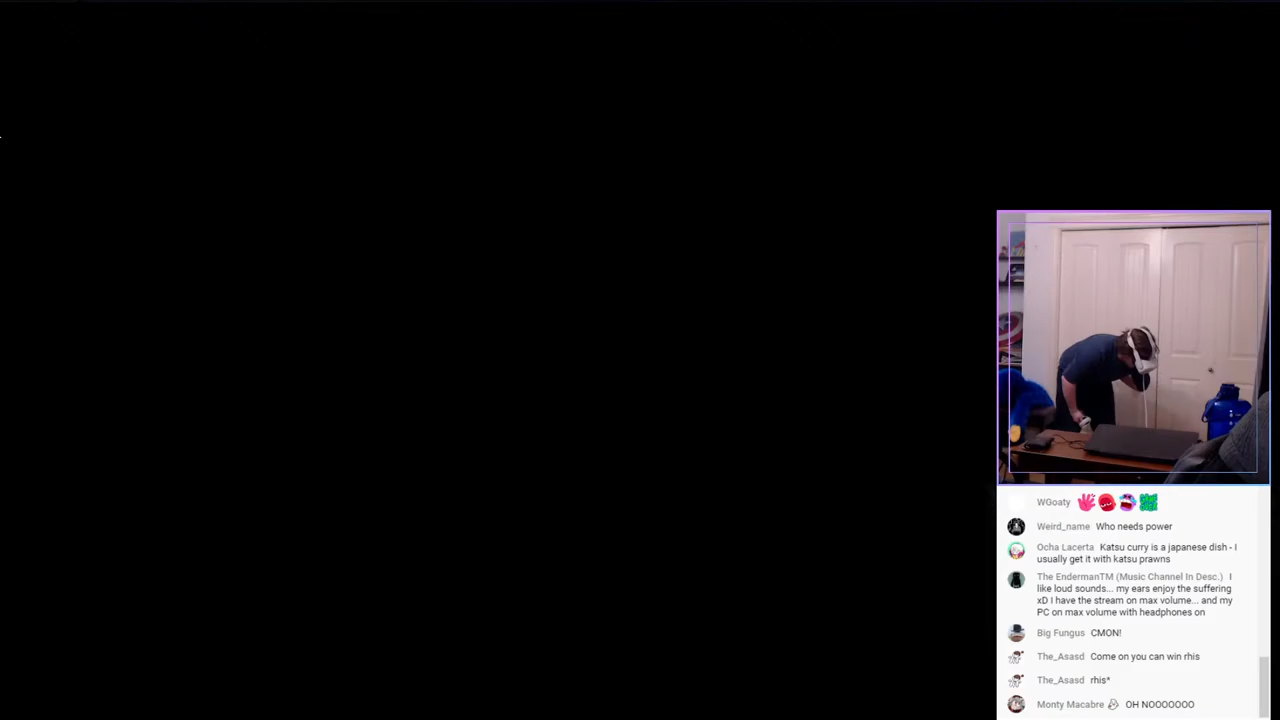 WGoaty
GAME OVER
Weird_name Who needs power
Ocha Lacerta Katsu curry is a japanese dish - I
usually get it with katsu prawns
The EndermanTM (Music Channel In Desc.) I
like loud sounds... my ears enjoy the suffering
xD I have the stream on max volume... and my
PC on max volume with headphones on
Big Fungus CMON!
The_Asasd Come on you can win rhis
The_Asasd rhis*
Monty Macabre OH NOOOOOOO